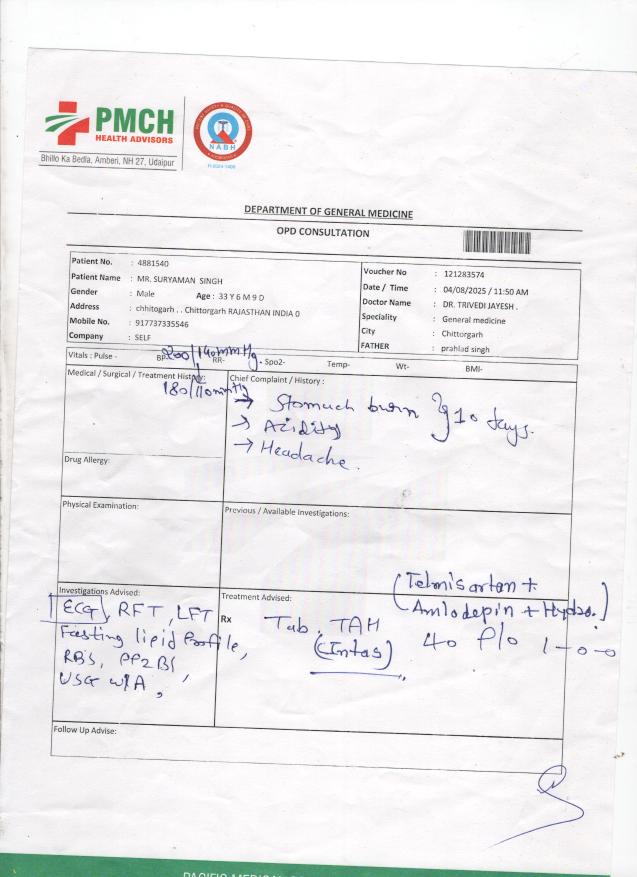 PMCH
HEALTH ADVISORS
Bhillo Ka Bedla, Amberi, NH 27, Udaipur
NABH
DEPARTMENT OF GENERAL MEDICINE
OPD CONSULTATION
Patient No. : 4881540
Patient Name : MR. SURYAMAN SINGH
Gender : Male Age : 33 Y 6 M 9 D
Address : chhitogarh , . Chittorgarh RAJASTHAN INDIA 0
Mobile No. : 917737335546
Company : SELF
Voucher No : 121283574
Date / Time : 04/08/2025 / 11:50 AM
Doctor Name : DR. TRIVEDI JAYESH .
Speciality : General medicine
City : Chittorgarh
FATHER : prahlad singh
Vitals : Pulse - BP- 200/140mmHg. RR- Spo2- Temp- Wt- BMI-
180/110mmHg
Medical / Surgical / Treatment History:
Chief Complaint / History :
→ Stomuch burn } 10 days.
→ Acidity
→ Headache.
Drug Allergy:
Physical Examination:
Previous / Available Investigations:
Investigations Advised:
ECG, RFT, LFT
Fasting lipid Profile,
RBS, PP2BS,
USG W/A,
Treatment Advised:
(Telmisartan +
Amlodepin + Hydro.)
Rx Tab. TAH 40 P/o 1-0-0
(Intas)
Follow Up Advise: